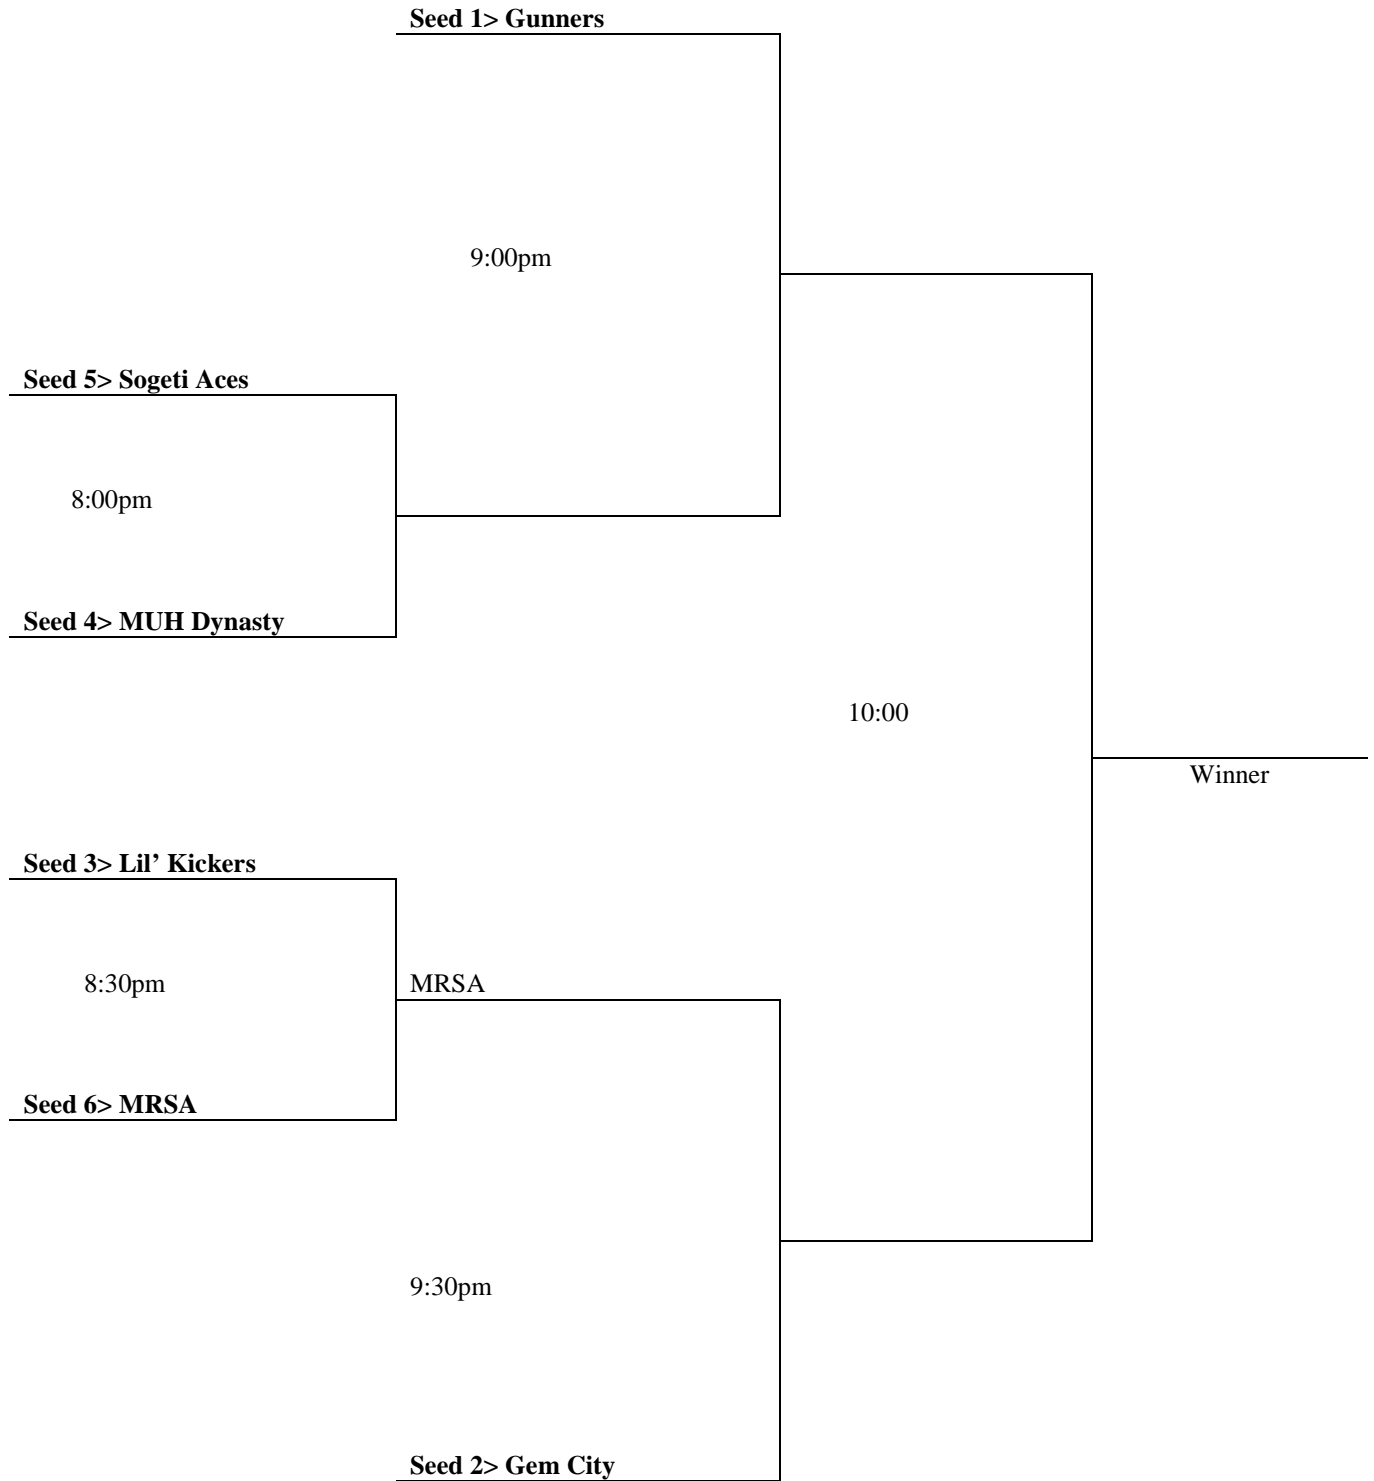 Seed 1> Gunners
9:00pm
Seed 5> Sogeti Aces
8:00pm
Seed 4> MUH Dynasty
10:00
Winner
Seed 3> Lil’ Kickers
8:30pm
MRSA
Seed 6> MRSA
9:30pm
Seed 2> Gem City